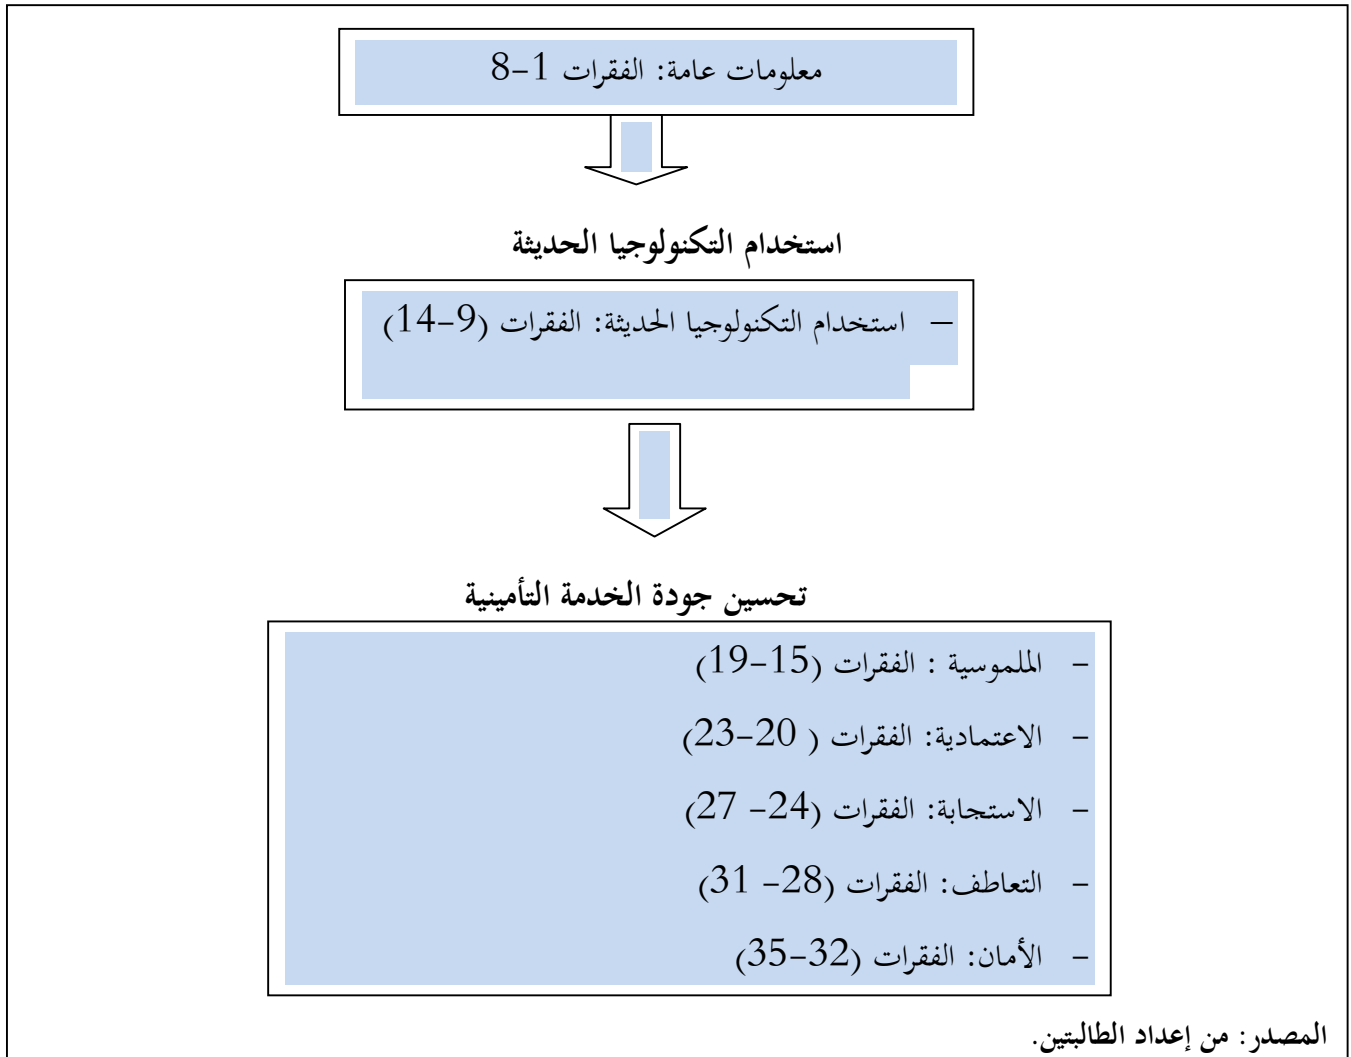 معلومات عامة: الفقرات 1-8
استخدام التكنولوجيا الحديثة
– استخدام التكنولوجيا الحديثة: الفقرات (9-14)
تحسين جودة الخدمة التأمينية
- الملموسية : الفقرات (15-19)
- الاعتمادية: الفقرات ( 20-23)
- الاستجابة: الفقرات (24- 27)
- التعاطف: الفقرات (28- 31)
- الأمان: الفقرات (32-35)
المصدر: من إعداد الطالبتين.